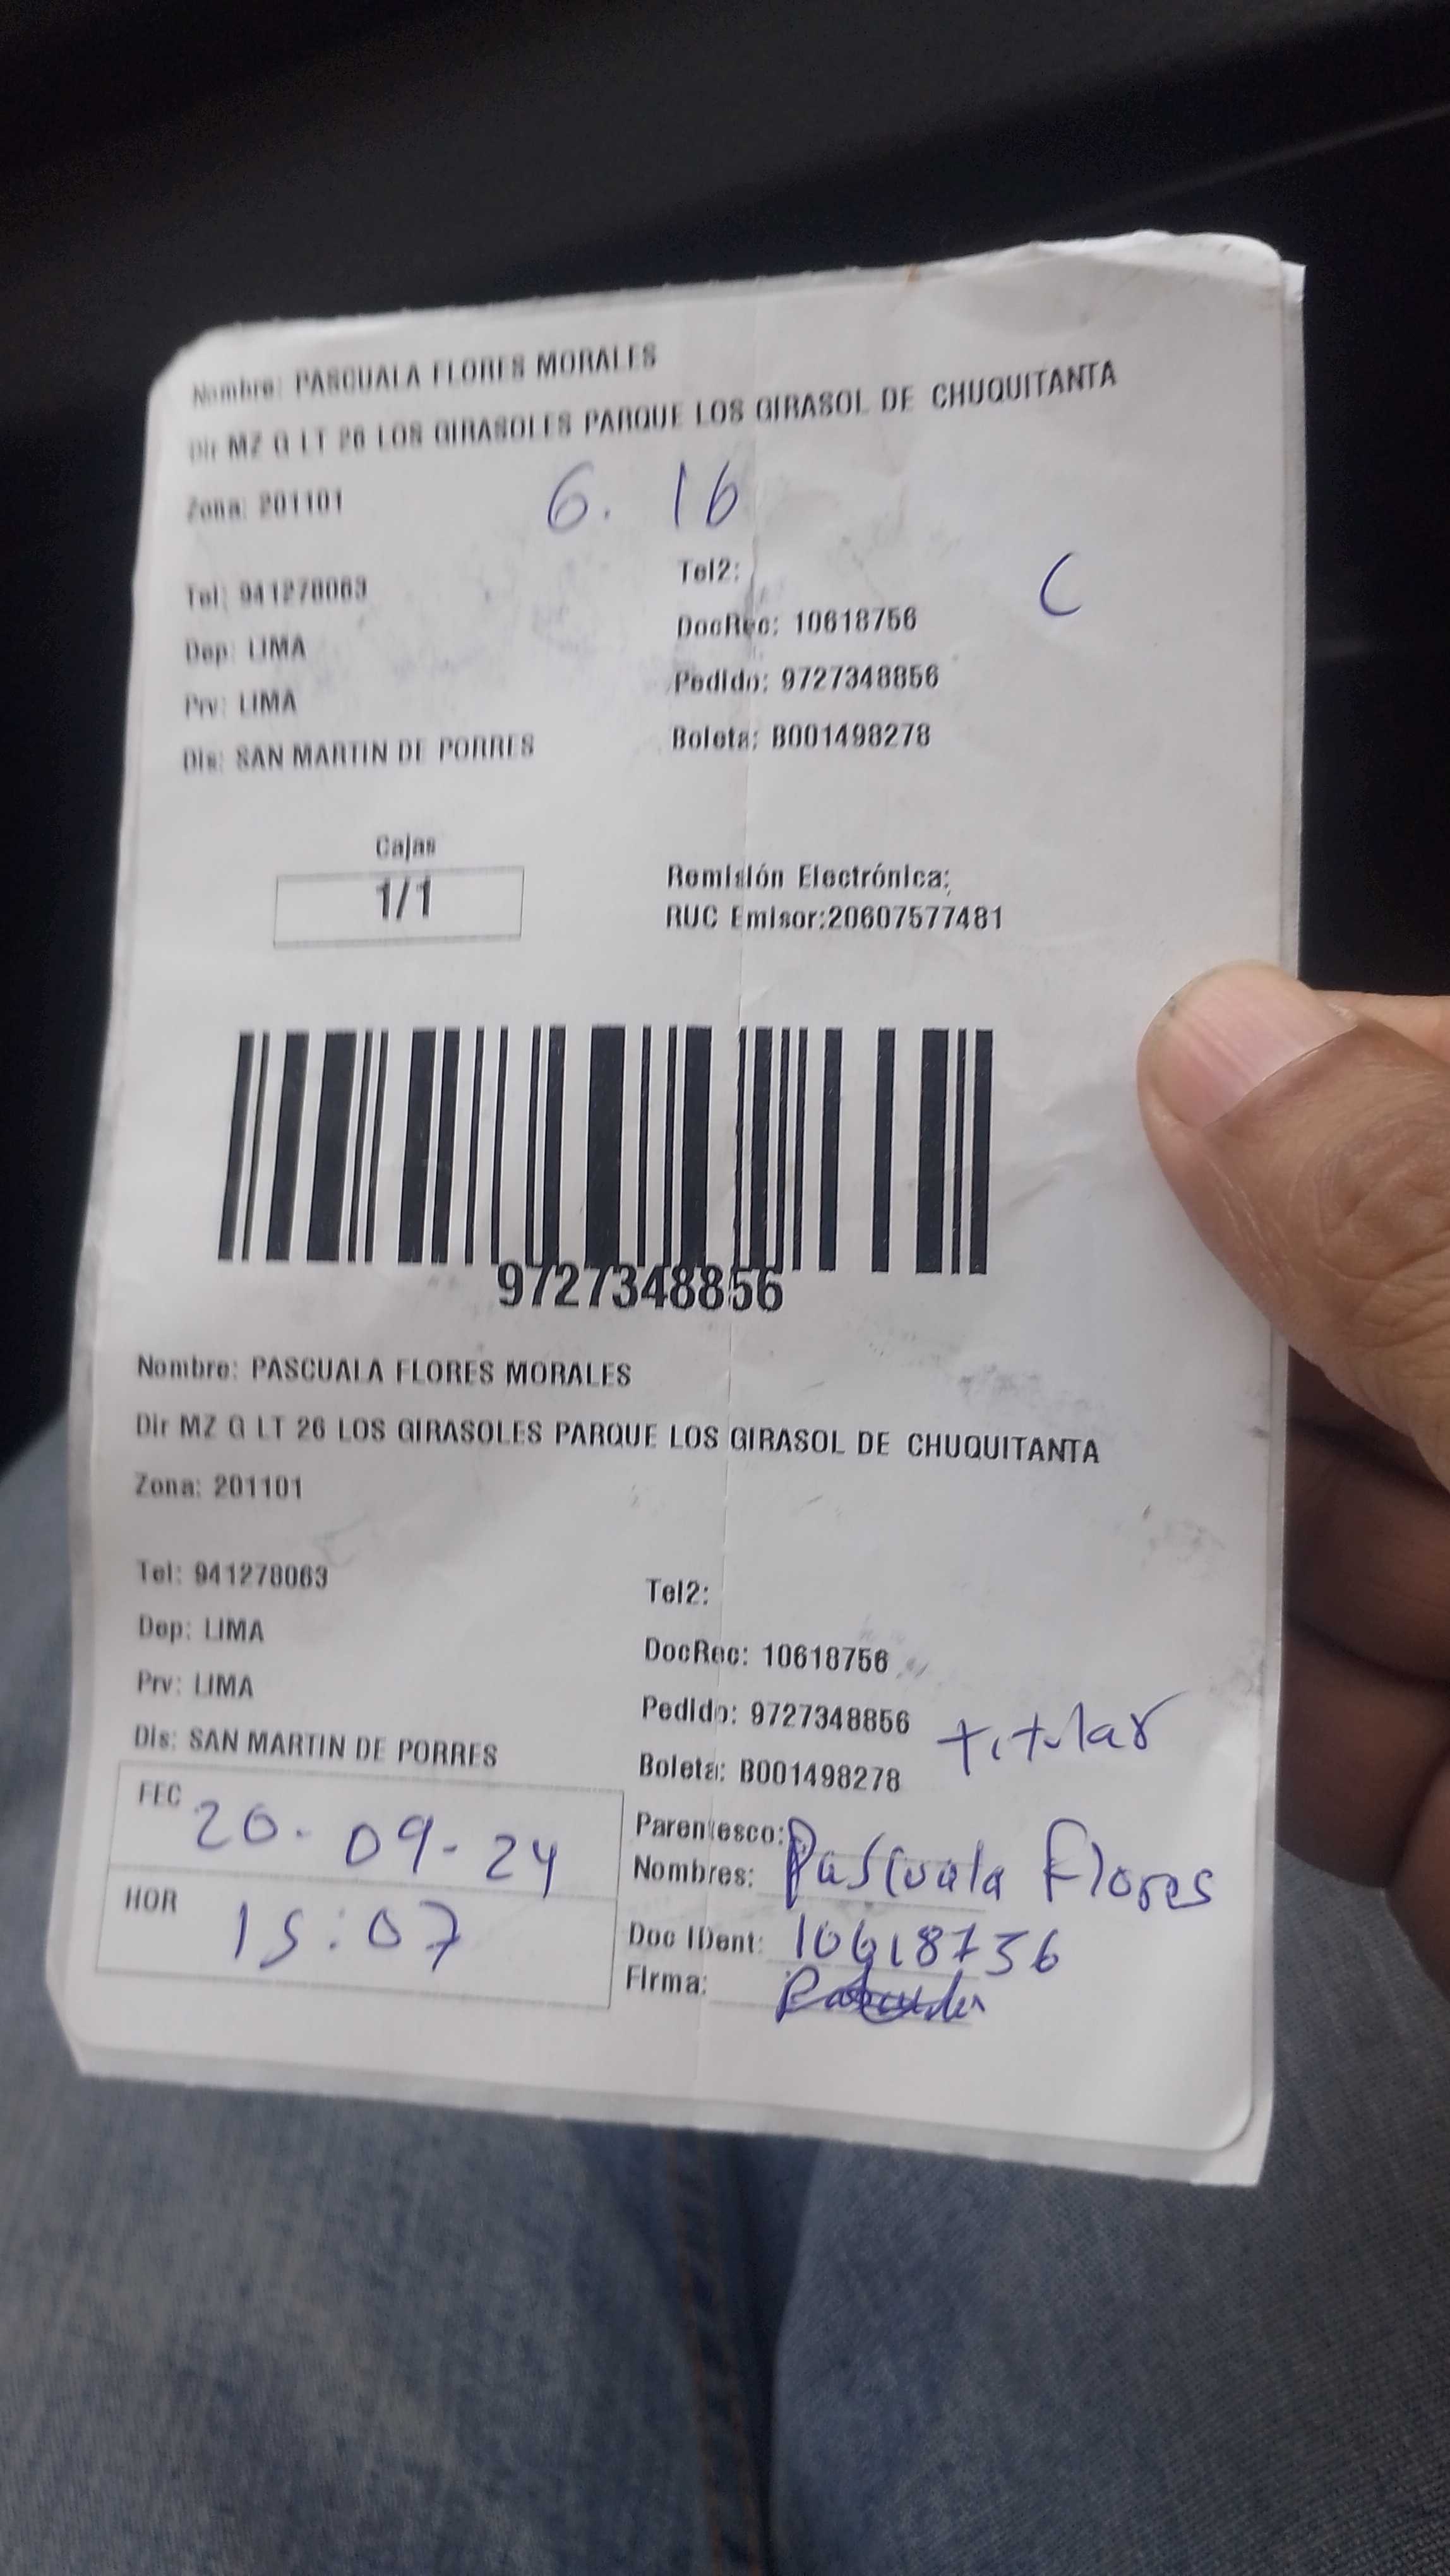 Nombre: PASCUALA FLORES MORALES
Dir MZ G LT 26 LOS GIRASOLES PARQUE LOS GIRASOL DE CHUQUITANTA
Zona: 201101
6. 16
Tel: 941278063
Tel2:
C
Dep: LIMA
DocRec: 10618756
Prv: LIMA
Pedido: 9727348856
Dis: SAN MARTIN DE PORRES
Boleta: B001498278
Cajas
1/1
Remisión Electrónica:
RUC Emisor:20607577481
9727348856
Nombre: PASCUALA FLORES MORALES
Dir MZ G LT 26 LOS GIRASOLES PARQUE LOS GIRASOL DE CHUQUITANTA
Zona: 201101
Tel: 941278063
Tel2:
Dep: LIMA
DocRec: 10618756
Prv: LIMA
Pedido: 9727348856
titular
Dis: SAN MARTIN DE PORRES
Boleta: B001498278
FEC 20-09-24
HOR 15:07
Parentesco:
Nombres: Pascuala Flores
Doc IDent: 10618756
Firma: